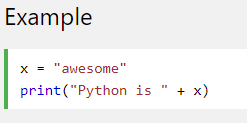 Example
x = "awesome"
print("Python is " + x)